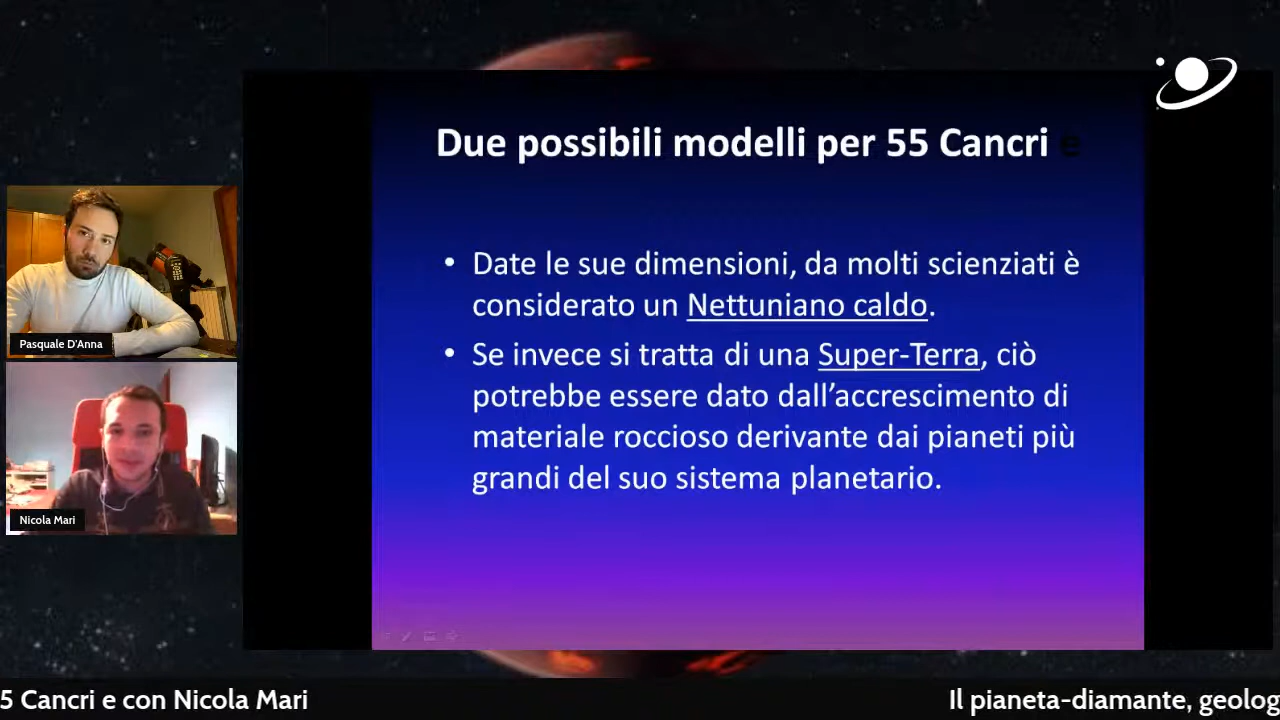 Due possibili modelli per 55 Cancri e
• Date le sue dimensioni, da molti scienziati è
considerato un Nettuniano caldo.
• Se invece si tratta di una Super-Terra, ciò
potrebbe essere dato dall’accrescimento di
materiale roccioso derivante dai pianeti più
grandi del suo sistema planetario.
Pasquale D'Anna
Nicola Mari
5 Cancri e con Nicola Mari
Il pianeta-diamante, geolog